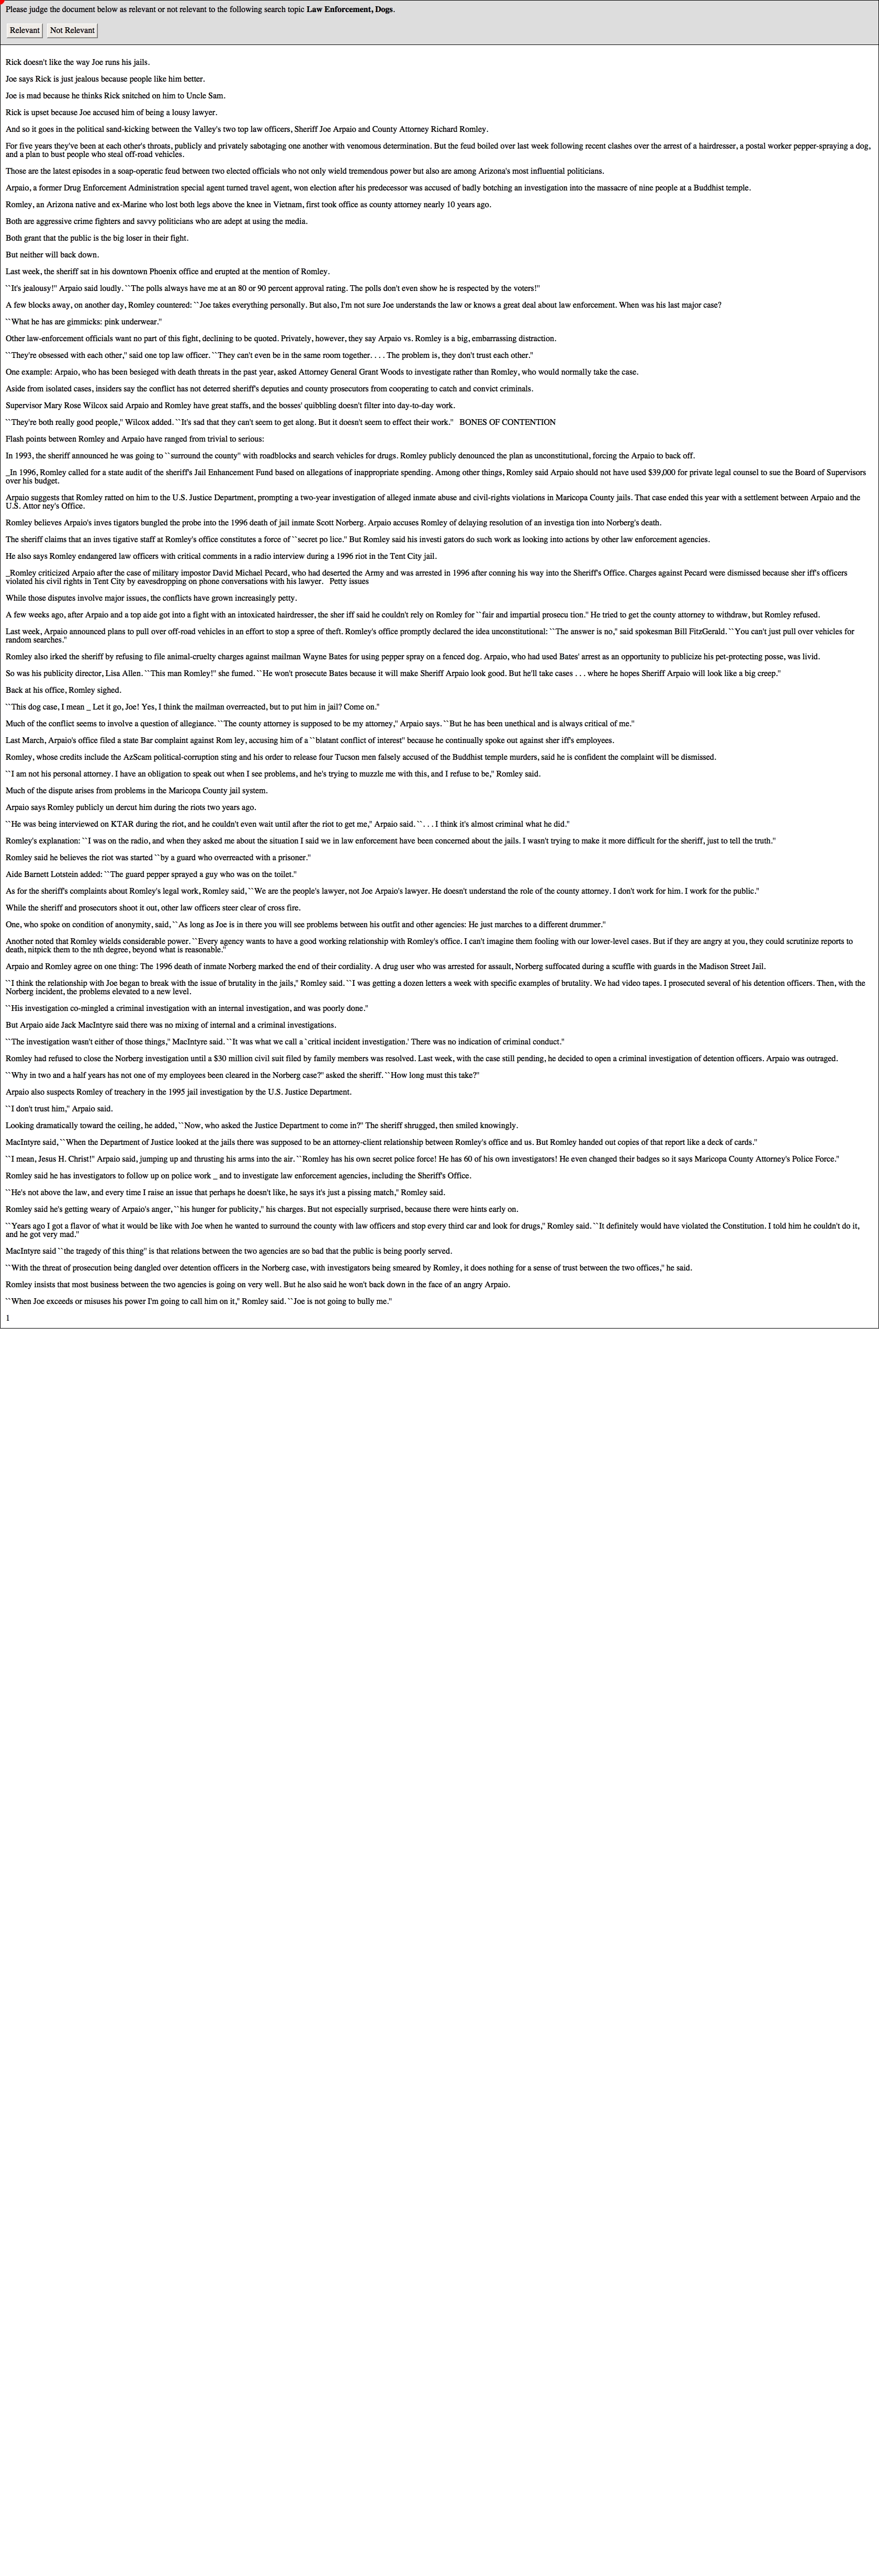 Please judge the document below as relevant or not relevant to the following search topic Law Enforcement, Dogs.
Relevant Not Relevant
Rick doesn't like the way Joe runs his jails.
Joe says Rick is just jealous because people like him better.
Joe is mad because he thinks Rick snitched on him to Uncle Sam.
Rick is upset because Joe accused him of being a lousy lawyer.
And so it goes in the political sand-kicking between the Valley's two top law officers, Sheriff Joe Arpaio and County Attorney Richard Romley.
For five years they've been at each other's throats, publicly and privately sabotaging one another with venomous determination. But the feud boiled over last week following recent clashes over the arrest of a hairdresser, a postal worker pepper-spraying a dog,
and a plan to bust people who steal off-road vehicles.
Those are the latest episodes in a soap-operatic feud between two elected officials who not only wield tremendous power but also are among Arizona's most influential politicians.
Arpaio, a former Drug Enforcement Administration special agent turned travel agent, won election after his predecessor was accused of badly botching an investigation into the massacre of nine people at a Buddhist temple.
Romley, an Arizona native and ex-Marine who lost both legs above the knee in Vietnam, first took office as county attorney nearly 10 years ago.
Both are aggressive crime fighters and savvy politicians who are adept at using the media.
Both grant that the public is the big loser in their fight.
But neither will back down.
Last week, the sheriff sat in his downtown Phoenix office and erupted at the mention of Romley.
``It's jealousy!'' Arpaio said loudly. ``The polls always have me at an 80 or 90 percent approval rating. The polls don't even show he is respected by the voters!''
A few blocks away, on another day, Romley countered: ``Joe takes everything personally. But also, I'm not sure Joe understands the law or knows a great deal about law enforcement. When was his last major case?
``What he has are gimmicks: pink underwear.''
Other law-enforcement officials want no part of this fight, declining to be quoted. Privately, however, they say Arpaio vs. Romley is a big, embarrassing distraction.
``They're obsessed with each other,'' said one top law officer. ``They can't even be in the same room together. . . . The problem is, they don't trust each other.''
One example: Arpaio, who has been besieged with death threats in the past year, asked Attorney General Grant Woods to investigate rather than Romley, who would normally take the case.
Aside from isolated cases, insiders say the conflict has not deterred sheriff's deputies and county prosecutors from cooperating to catch and convict criminals.
Supervisor Mary Rose Wilcox said Arpaio and Romley have great staffs, and the bosses' quibbling doesn't filter into day-to-day work.
``They're both really good people,'' Wilcox added. ``It's sad that they can't seem to get along. But it doesn't seem to effect their work.'' BONES OF CONTENTION
Flash points between Romley and Arpaio have ranged from trivial to serious:
In 1993, the sheriff announced he was going to ``surround the county'' with roadblocks and search vehicles for drugs. Romley publicly denounced the plan as unconstitutional, forcing the Arpaio to back off.
_In 1996, Romley called for a state audit of the sheriff's Jail Enhancement Fund based on allegations of inappropriate spending. Among other things, Romley said Arpaio should not have used $39,000 for private legal counsel to sue the Board of Supervisors
over his budget.
Arpaio suggests that Romley ratted on him to the U.S. Justice Department, prompting a two-year investigation of alleged inmate abuse and civil-rights violations in Maricopa County jails. That case ended this year with a settlement between Arpaio and the
U.S. Attor ney's Office.
Romley believes Arpaio's inves tigators bungled the probe into the 1996 death of jail inmate Scott Norberg. Arpaio accuses Romley of delaying resolution of an investiga tion into Norberg's death.
The sheriff claims that an inves tigative staff at Romley's office constitutes a force of ``secret po lice.'' But Romley said his investi gators do such work as looking into actions by other law enforcement agencies.
He also says Romley endangered law officers with critical comments in a radio interview during a 1996 riot in the Tent City jail.
_Romley criticized Arpaio after the case of military impostor David Michael Pecard, who had deserted the Army and was arrested in 1996 after conning his way into the Sheriff's Office. Charges against Pecard were dismissed because sher iff's officers
violated his civil rights in Tent City by eavesdropping on phone conversations with his lawyer. Petty issues
While those disputes involve major issues, the conflicts have grown increasingly petty.
A few weeks ago, after Arpaio and a top aide got into a fight with an intoxicated hairdresser, the sher iff said he couldn't rely on Romley for ``fair and impartial prosecu tion.'' He tried to get the county attorney to withdraw, but Romley refused.
Last week, Arpaio announced plans to pull over off-road vehicles in an effort to stop a spree of theft. Romley's office promptly declared the idea unconstitutional: ``The answer is no,'' said spokesman Bill FitzGerald. ``You can't just pull over vehicles for
random searches.''
Romley also irked the sheriff by refusing to file animal-cruelty charges against mailman Wayne Bates for using pepper spray on a fenced dog. Arpaio, who had used Bates' arrest as an opportunity to publicize his pet-protecting posse, was livid.
So was his publicity director, Lisa Allen. ``This man Romley!'' she fumed. ``He won't prosecute Bates because it will make Sheriff Arpaio look good. But he'll take cases . . . where he hopes Sheriff Arpaio will look like a big creep.''
Back at his office, Romley sighed.
``This dog case, I mean _ Let it go, Joe! Yes, I think the mailman overreacted, but to put him in jail? Come on.''
Much of the conflict seems to involve a question of allegiance. ``The county attorney is supposed to be my attorney,'' Arpaio says. ``But he has been unethical and is always critical of me.''
Last March, Arpaio's office filed a state Bar complaint against Rom ley, accusing him of a ``blatant conflict of interest'' because he continually spoke out against sher iff's employees.
Romley, whose credits include the AzScam political-corruption sting and his order to release four Tucson men falsely accused of the Buddhist temple murders, said he is confident the complaint will be dismissed.
``I am not his personal attorney. I have an obligation to speak out when I see problems, and he's trying to muzzle me with this, and I refuse to be,'' Romley said.
Much of the dispute arises from problems in the Maricopa County jail system.
Arpaio says Romley publicly un dercut him during the riots two years ago.
``He was being interviewed on KTAR during the riot, and he couldn't even wait until after the riot to get me,'' Arpaio said. ``. . . I think it's almost criminal what he did.''
Romley's explanation: ``I was on the radio, and when they asked me about the situation I said we in law enforcement have been concerned about the jails. I wasn't trying to make it more difficult for the sheriff, just to tell the truth.''
Romley said he believes the riot was started ``by a guard who overreacted with a prisoner.''
Aide Barnett Lotstein added: ``The guard pepper sprayed a guy who was on the toilet.''
As for the sheriff's complaints about Romley's legal work, Romley said, ``We are the people's lawyer, not Joe Arpaio's lawyer. He doesn't understand the role of the county attorney. I don't work for him. I work for the public.''
While the sheriff and prosecutors shoot it out, other law officers steer clear of cross fire.
One, who spoke on condition of anonymity, said, ``As long as Joe is in there you will see problems between his outfit and other agencies: He just marches to a different drummer.''
Another noted that Romley wields considerable power. ``Every agency wants to have a good working relationship with Romley's office. I can't imagine them fooling with our lower-level cases. But if they are angry at you, they could scrutinize reports to
death, nitpick them to the nth degree, beyond what is reasonable.''
Arpaio and Romley agree on one thing: The 1996 death of inmate Norberg marked the end of their cordiality. A drug user who was arrested for assault, Norberg suffocated during a scuffle with guards in the Madison Street Jail.
``I think the relationship with Joe began to break with the issue of brutality in the jails,'' Romley said. ``I was getting a dozen letters a week with specific examples of brutality. We had video tapes. I prosecuted several of his detention officers. Then, with the
Norberg incident, the problems elevated to a new level.
``His investigation co-mingled a criminal investigation with an internal investigation, and was poorly done.''
But Arpaio aide Jack MacIntyre said there was no mixing of internal and a criminal investigations.
``The investigation wasn't either of those things,'' MacIntyre said. ``It was what we call a `critical incident investigation.' There was no indication of criminal conduct.''
Romley had refused to close the Norberg investigation until a $30 million civil suit filed by family members was resolved. Last week, with the case still pending, he decided to open a criminal investigation of detention officers. Arpaio was outraged.
``Why in two and a half years has not one of my employees been cleared in the Norberg case?'' asked the sheriff. ``How long must this take?''
Arpaio also suspects Romley of treachery in the 1995 jail investigation by the U.S. Justice Department.
``I don't trust him,'' Arpaio said.
Looking dramatically toward the ceiling, he added, ``Now, who asked the Justice Department to come in?'' The sheriff shrugged, then smiled knowingly.
MacIntyre said, ``When the Department of Justice looked at the jails there was supposed to be an attorney-client relationship between Romley's office and us. But Romley handed out copies of that report like a deck of cards.''
``I mean, Jesus H. Christ!'' Arpaio said, jumping up and thrusting his arms into the air. ``Romley has his own secret police force! He has 60 of his own investigators! He even changed their badges so it says Maricopa County Attorney's Police Force.''
Romley said he has investigators to follow up on police work _ and to investigate law enforcement agencies, including the Sheriff's Office.
``He's not above the law, and every time I raise an issue that perhaps he doesn't like, he says it's just a pissing match,'' Romley said.
Romley said he's getting weary of Arpaio's anger, ``his hunger for publicity,'' his charges. But not especially surprised, because there were hints early on.
``Years ago I got a flavor of what it would be like with Joe when he wanted to surround the county with law officers and stop every third car and look for drugs,'' Romley said. ``It definitely would have violated the Constitution. I told him he couldn't do it,
and he got very mad.''
MacIntyre said ``the tragedy of this thing'' is that relations between the two agencies are so bad that the public is being poorly served.
``With the threat of prosecution being dangled over detention officers in the Norberg case, with investigators being smeared by Romley, it does nothing for a sense of trust between the two offices,'' he said.
Romley insists that most business between the two agencies is going on very well. But he also said he won't back down in the face of an angry Arpaio.
``When Joe exceeds or misuses his power I'm going to call him on it,'' Romley said. ``Joe is not going to bully me.''
1